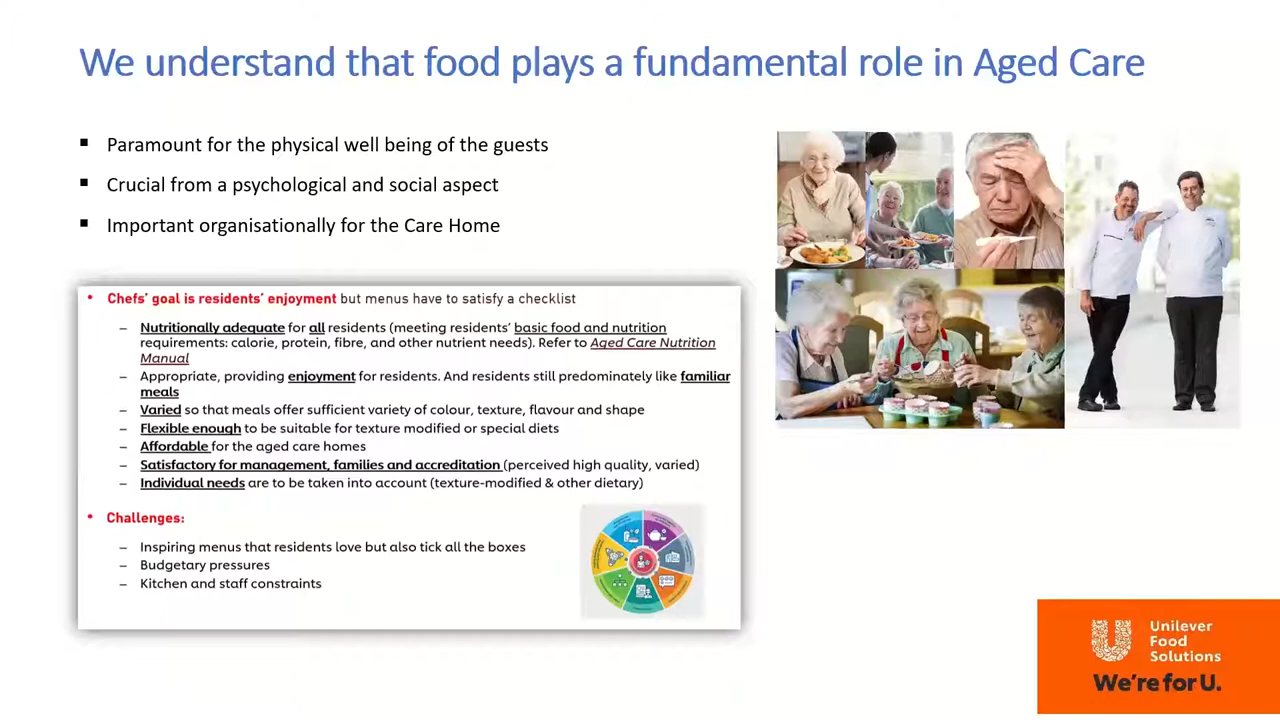 We understand that food plays a fundamental role in Aged Care
▪ Paramount for the physical well being of the guests
▪ Crucial from a psychological and social aspect
▪ Important organisationally for the Care Home
• Chefs' goal is residents' enjoyment but menus have to satisfy a checklist
– Nutritionally adequate for all residents (meeting residents' basic food and nutrition
requirements: calorie, protein, fibre, and other nutrient needs). Refer to Aged Care Nutrition
Manual
– Appropriate, providing enjoyment for residents. And residents still predominately like familiar
meals
– Varied so that meals offer sufficient variety of colour, texture, flavour and shape
– Flexible enough to be suitable for texture modified or special diets
– Affordable for the aged care homes
– Satisfactory for management, families and accreditation (perceived high quality, varied)
– Individual needs are to be taken into account (texture-modified & other dietary)
• Challenges:
– Inspiring menus that residents love but also tick all the boxes
– Budgetary pressures
– Kitchen and staff constraints
Unilever
Food
Solutions
We're for U.